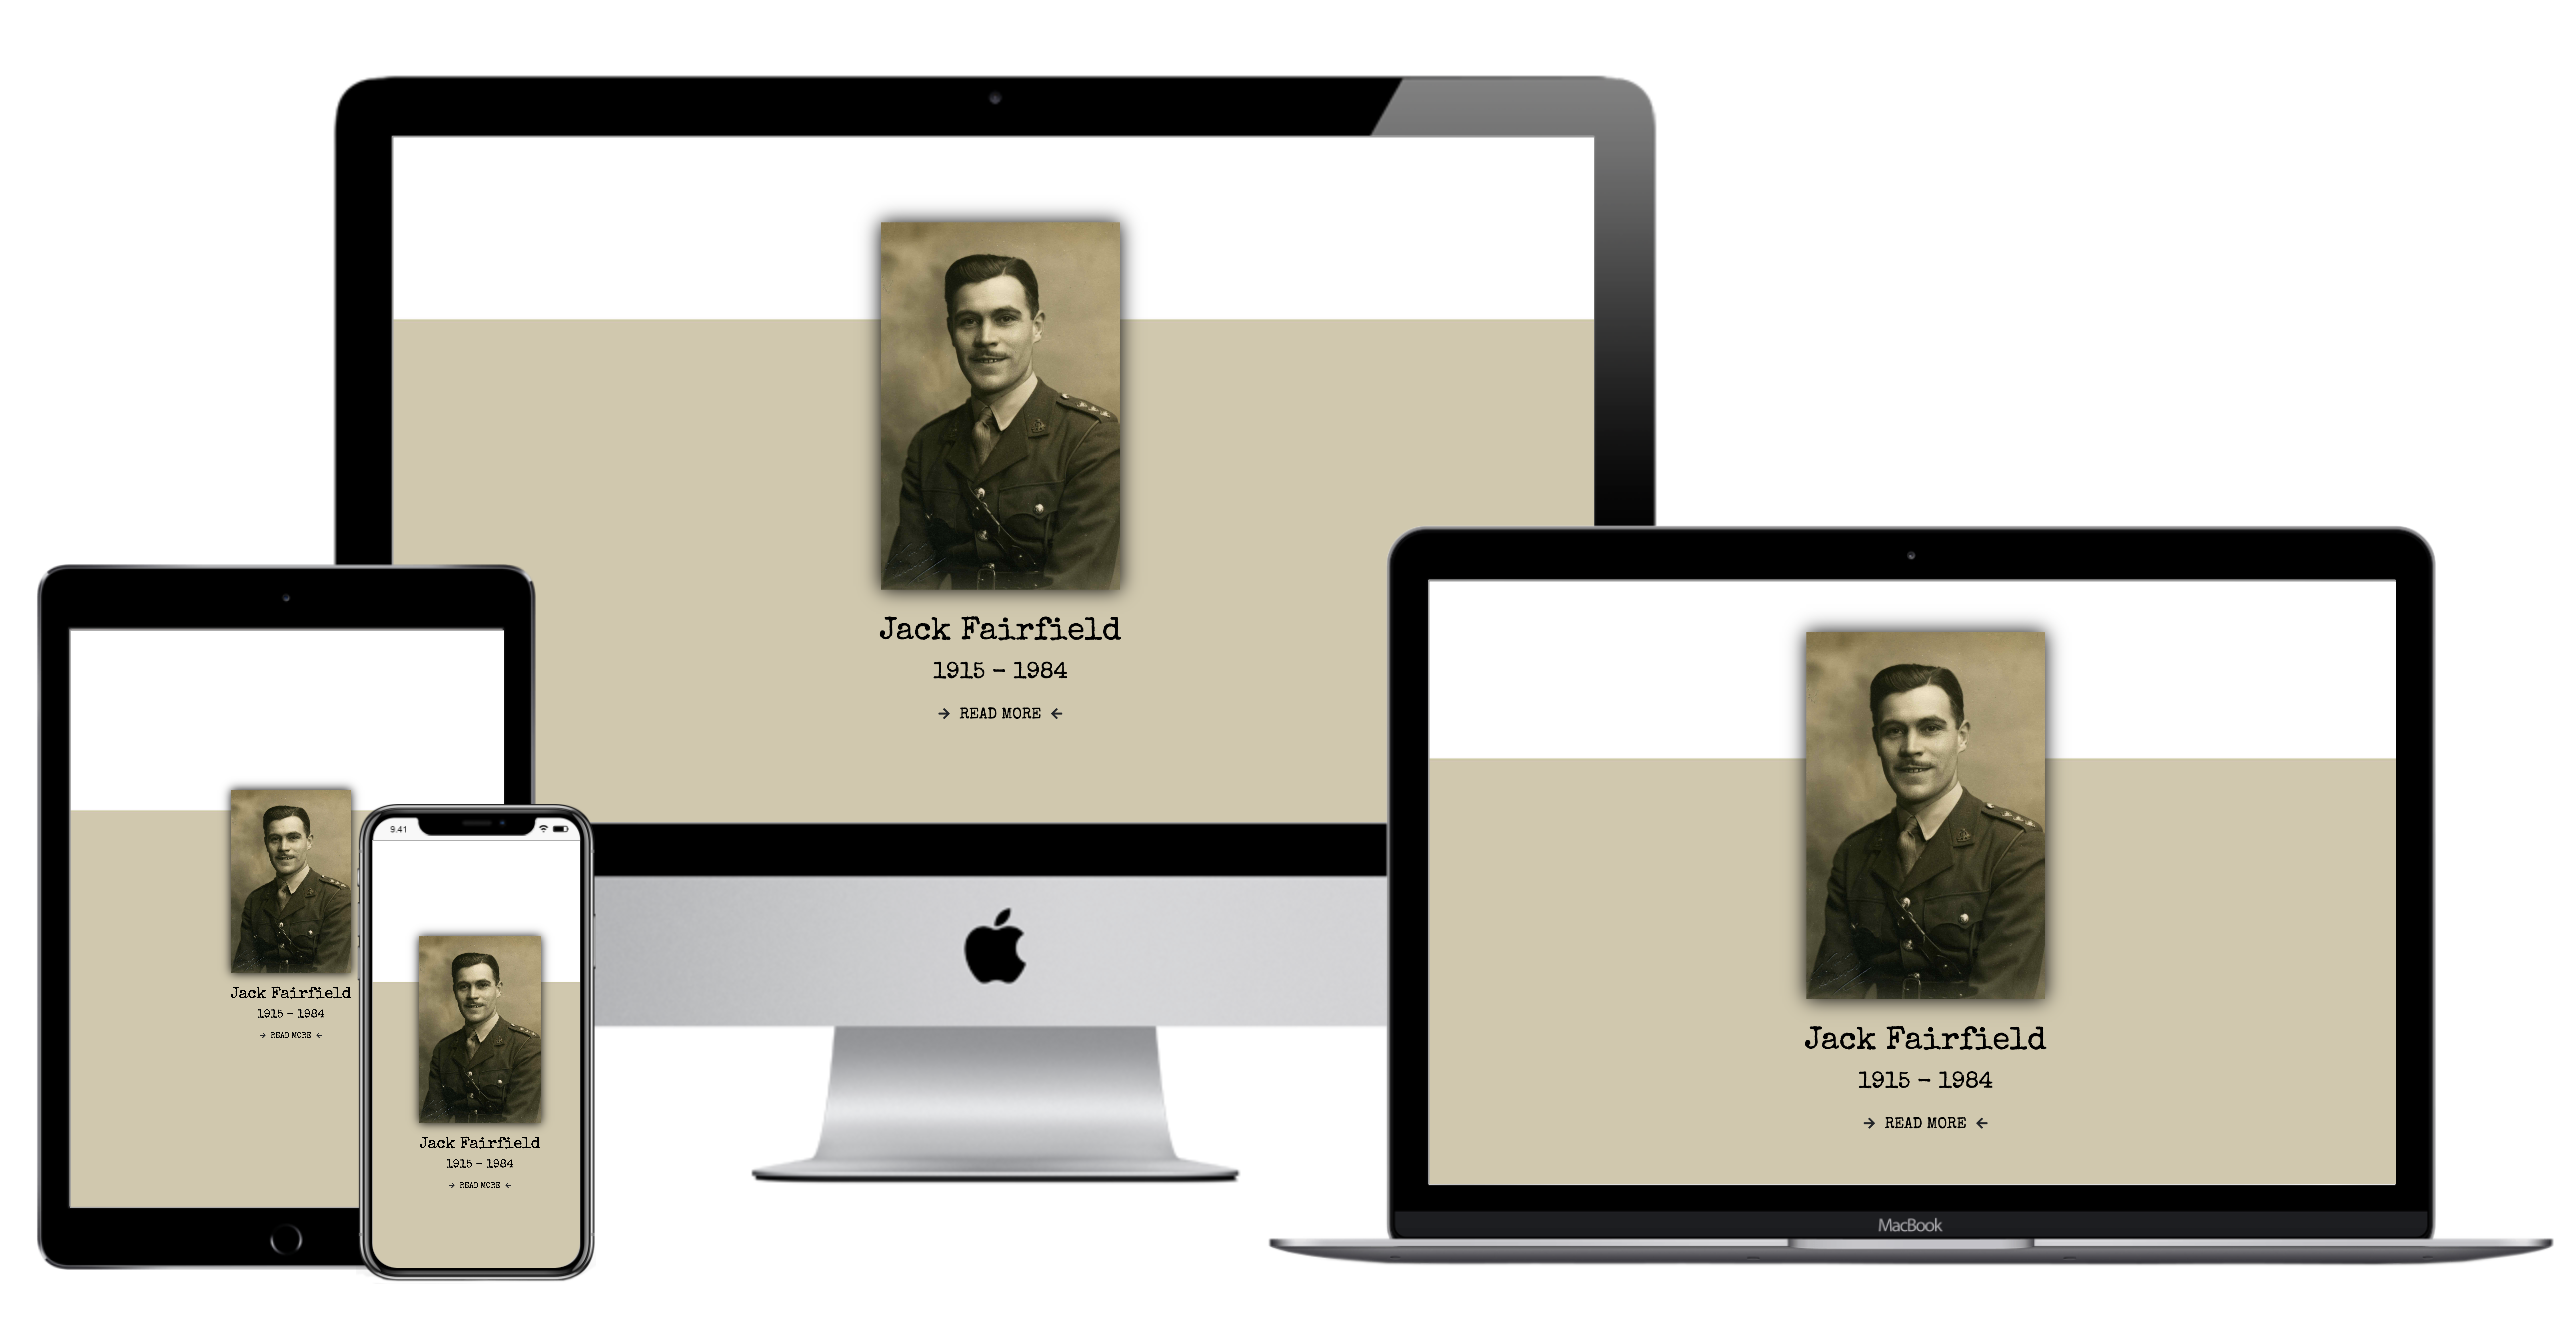 Jack Fairfield
1915 – 1984
→ READ MORE ←
Jack Fairfield
1915 – 1984
→ READ MORE ←
9.41
Jack Fairfield
1915 – 1984
→ READ MORE ←
Jack Fairfield
1915 – 1984
→ READ MORE ←
MacBook